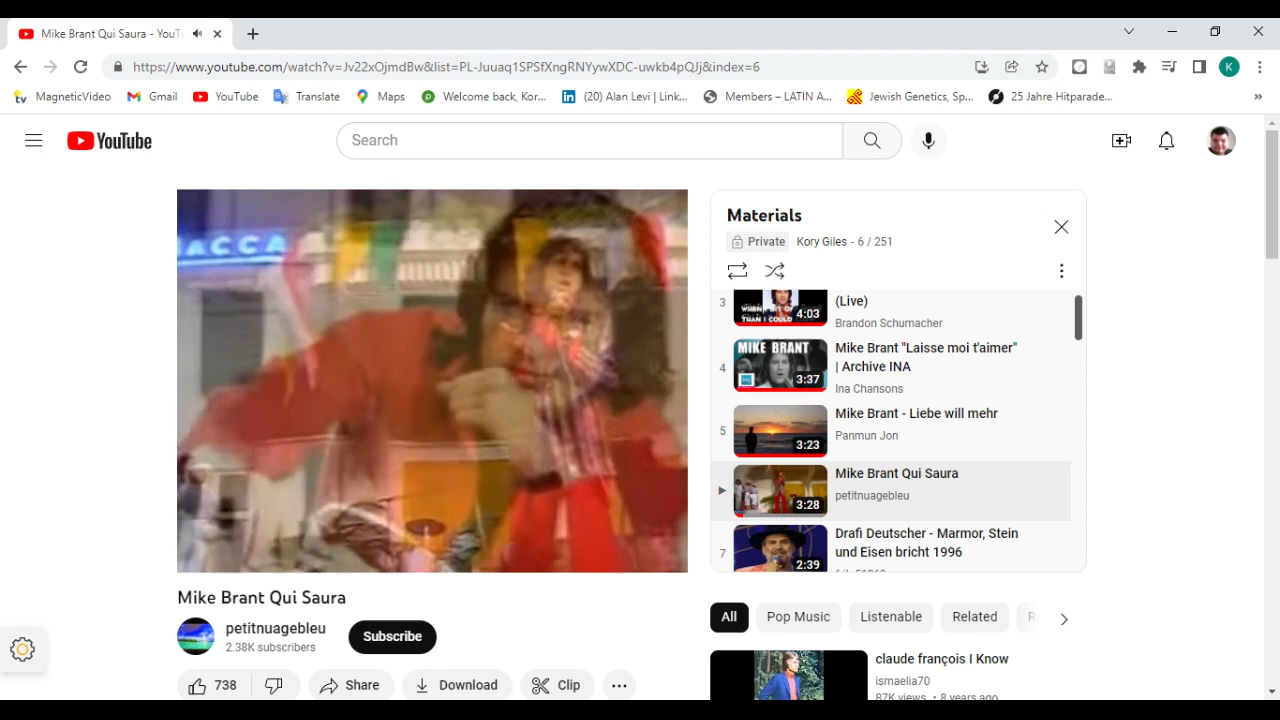 Mike Brant Qui Saura - YouT
https://www.youtube.com/watch?v=Jv22xOjmdBw&list=PL-Juuaq1SPSfXngRNYywXDC-uwkb4pQJj&index=6
MagneticVideo
Gmail
YouTube
Translate
Maps
Welcome back, Kor...
(20) Alan Levi | Link...
Members – LATIN A...
Jewish Genetics, Sp...
25 Jahre Hitparade...
»
K
YouTube
Search
ACCA
Materials
Private
Kory Giles - 6 / 251
3
4:03
(Live)
Brandon Schumacher
4
MIKE BRANT
3:37
Mike Brant "Laisse moi t'aimer"
| Archive INA
Ina Chansons
5
3:23
Mike Brant - Liebe will mehr
Panmun Jon
3:28
Mike Brant Qui Saura
petitnuagebleu
7
2:39
Drafi Deutscher - Marmor, Stein
und Eisen bricht 1996
Mike Brant Qui Saura
petitnuagebleu
2.38K subscribers
Subscribe
738
Share
Download
Clip
All
Pop Music
Listenable
Related
claude françois I Know
ismaelia70
87K views • 8 years ago